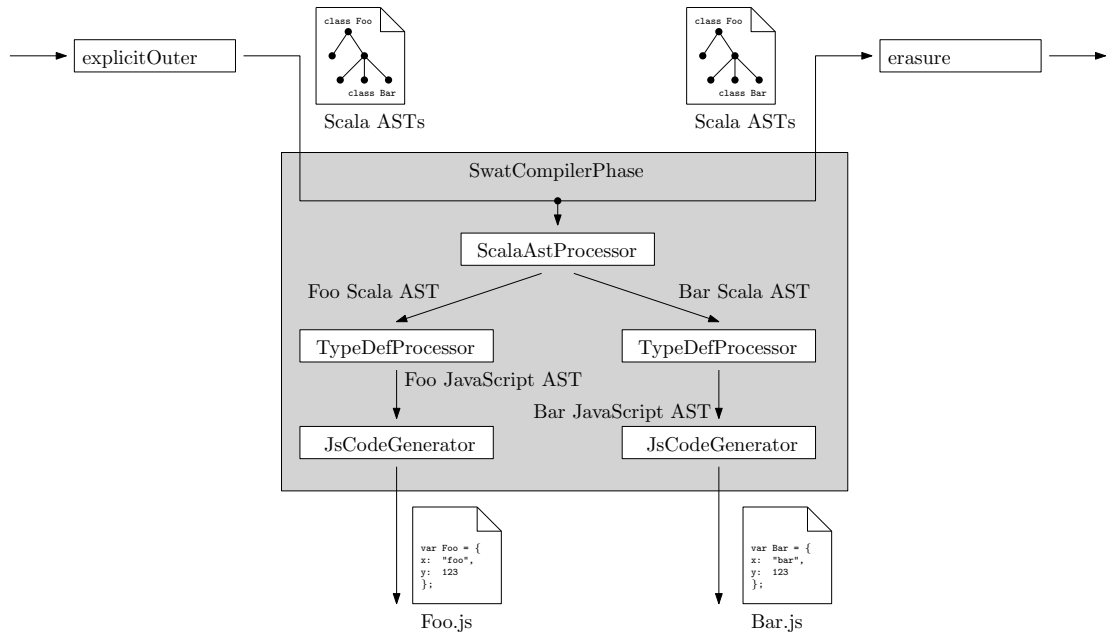 class Foo
class Foo
explicitOuter
erasure
class Bar
class Bar
Scala ASTs
Scala ASTs
SwatCompilerPhase
ScalaAstProcessor
Foo Scala AST
Bar Scala AST
TypeDefProcessor
TypeDefProcessor
Foo JavaScript AST
Bar JavaScript AST
JsCodeGenerator
JsCodeGenerator
var Foo = {
x: "foo",
y: 123
};
var Bar = {
x: "bar",
y: 123
};
Foo.js
Bar.js